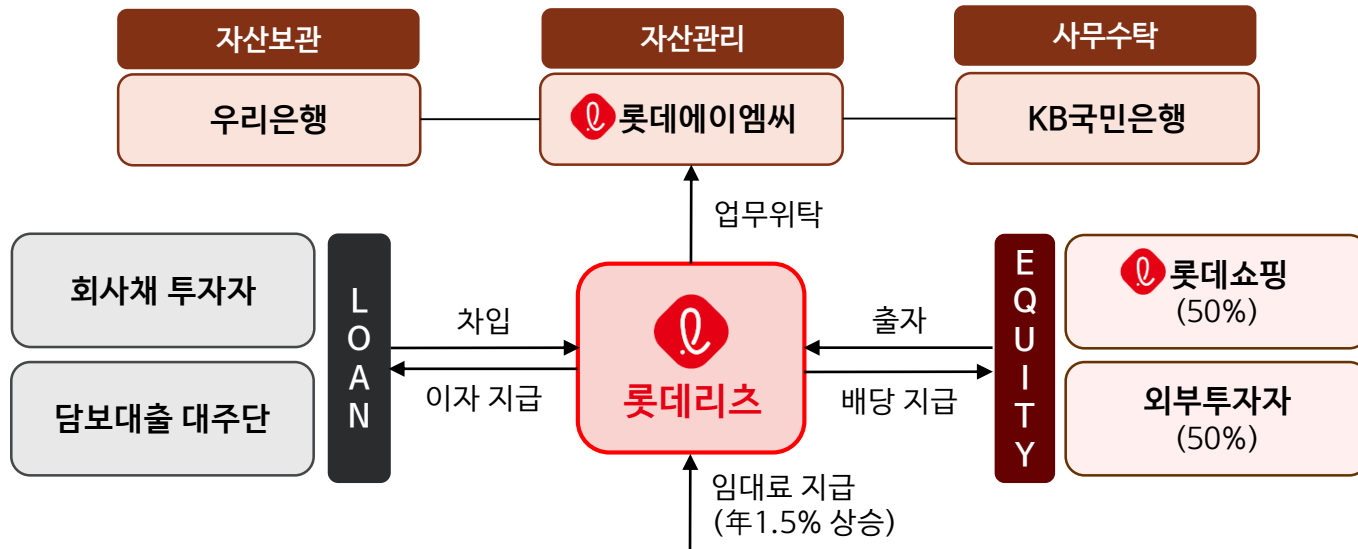 자산보관
자산관리
사무수탁
우리은행
롯데에이엠씨
KB국민은행
업무위탁
회사채 투자자
담보대출 대주단
LOAN
차입
이자 지급
롯데리츠
출자
배당 지급
EQUITY
롯데쇼핑
(50%)
외부투자자
(50%)
임대료 지급
(年1.5% 상승)